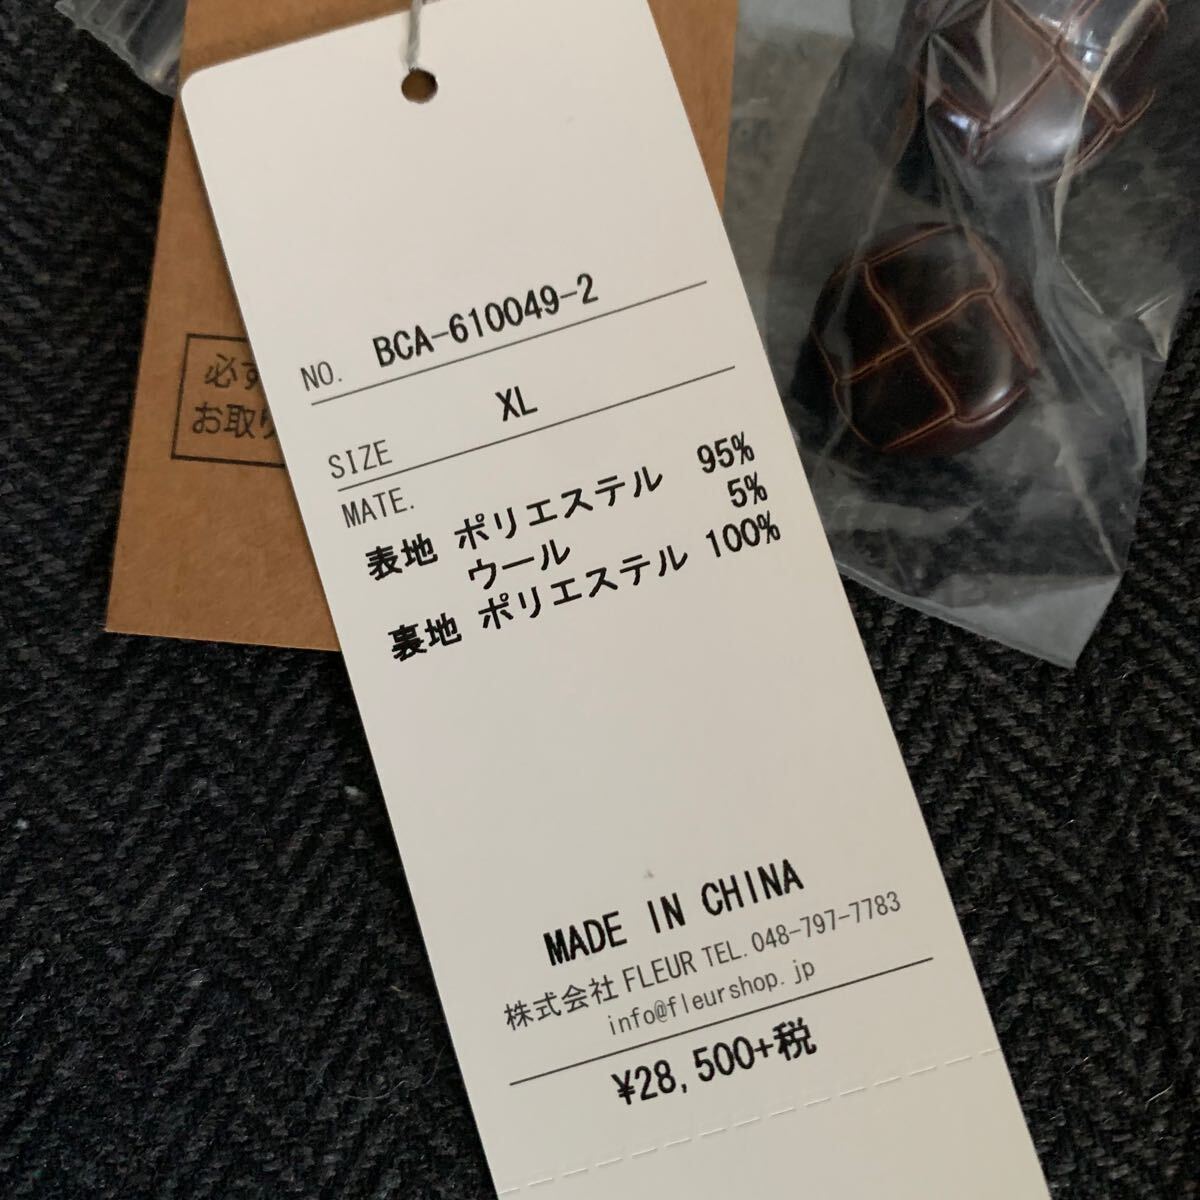 必ず
お取り
NO. BCA-610049-2
SIZE XL
MATE.
表地 ポリエステル 95%
ウール 5%
裏地 ポリエステル 100%
MADE IN CHINA
株式会社 FLEUR TEL. 048-797-7783
info@fleurshop.jp
¥28,500+税